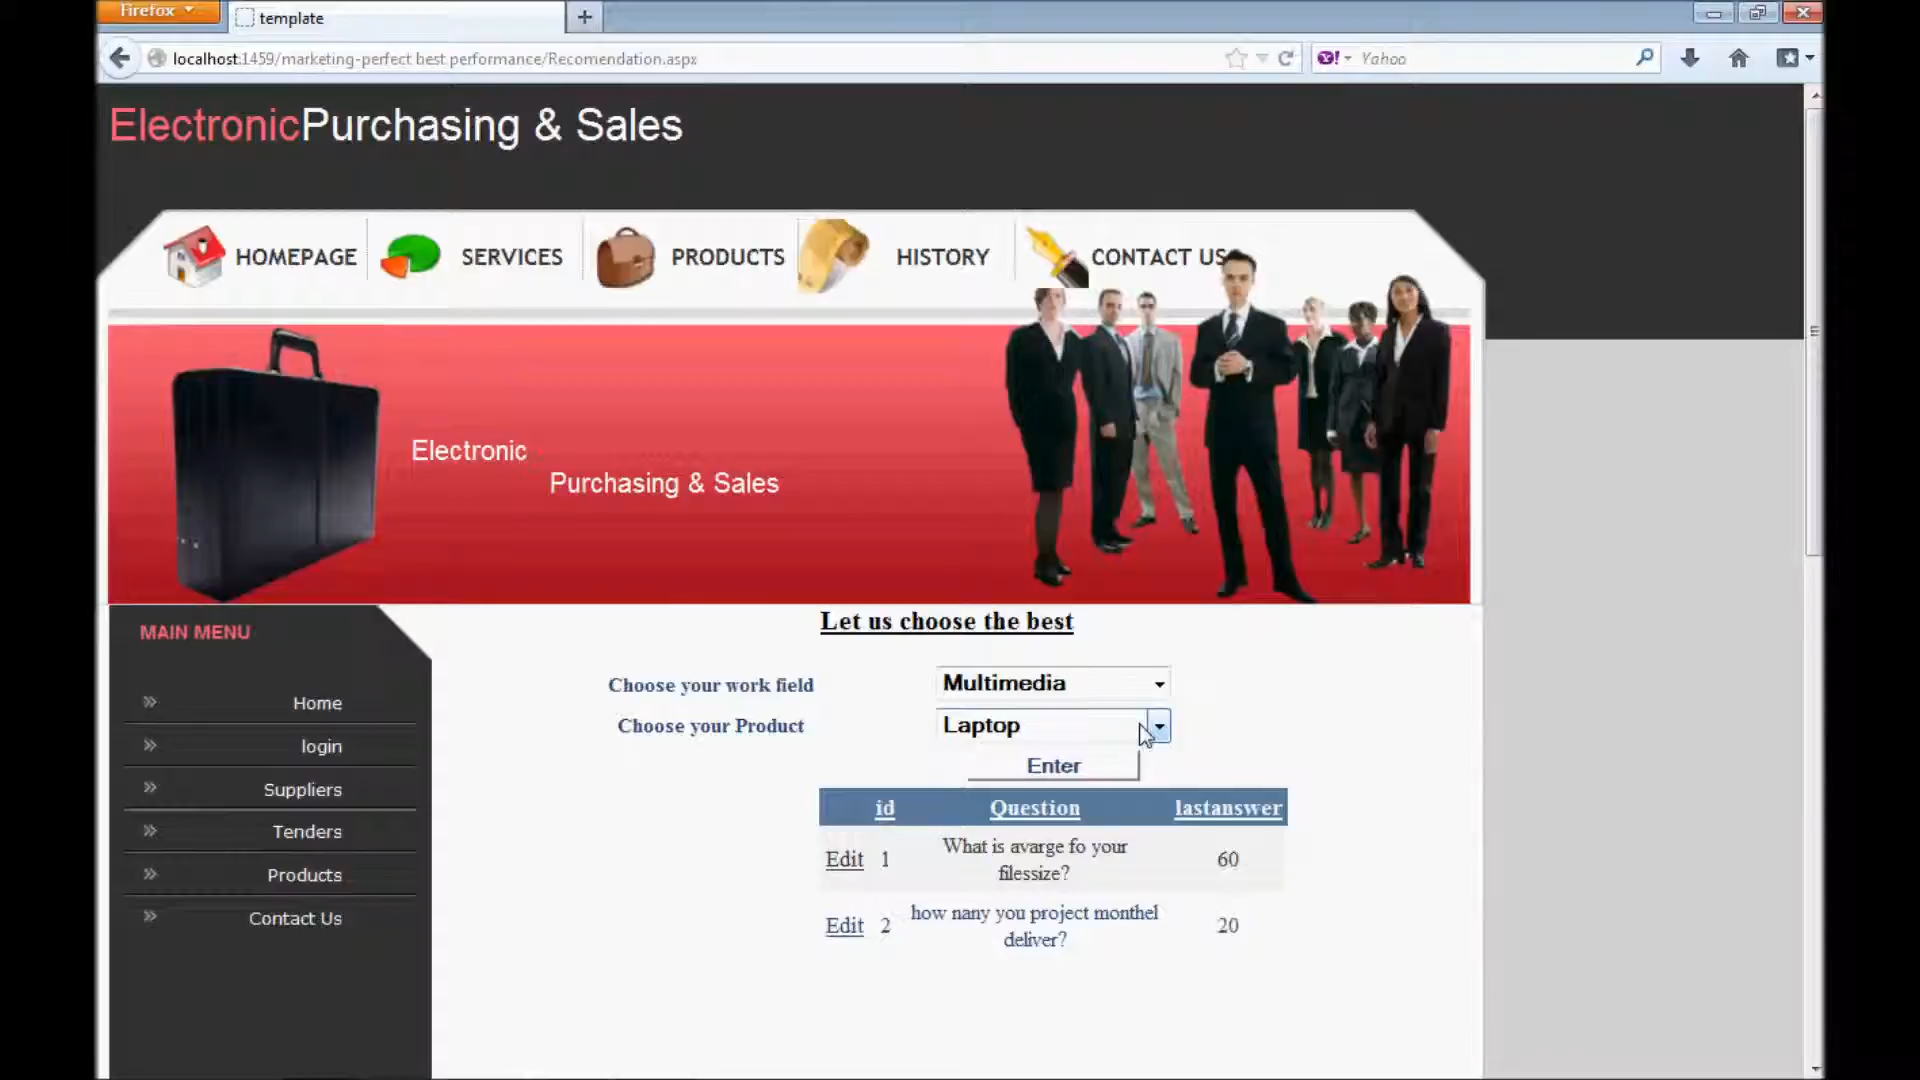 Firefox
template
localhost:1459/marketing-perfect best performance/Recomendation.aspx
Yahoo
ElectronicPurchasing & Sales
HOMEPAGE
SERVICES
PRODUCTS
HISTORY
CONTACT US
Electronic
Purchasing & Sales
MAIN MENU
Home
login
Suppliers
Tenders
Products
Contact Us
Let us choose the best
Choose your work field
Multimedia
Choose your Product
Laptop
Enter
id Question lastanswer
Edit 1 What is avarge fo your
filessize? 60
Edit 2 how nany you project monthel
deliver? 20